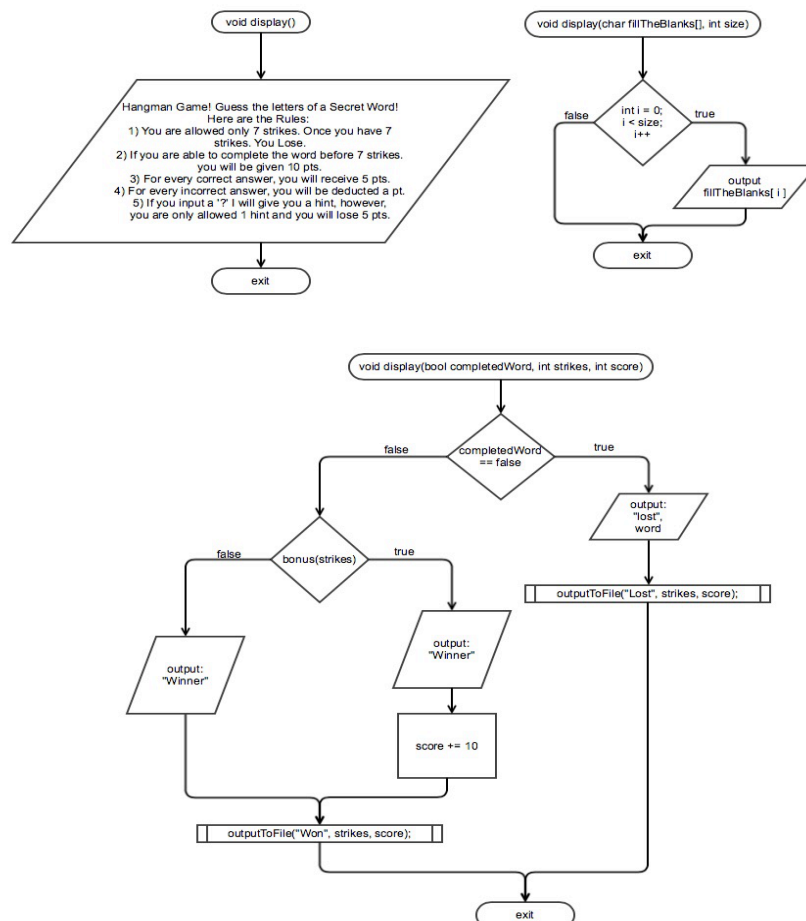 void display()
Hangman Game! Guess the letters of a Secret Word!
Here are the Rules:
1) You are allowed only 7 strikes. Once you have 7
strikes. You Lose.
2) If you are able to complete the word before 7 strikes.
you will be given 10 pts.
3) For every correct answer, you will receive 5 pts.
4) For every incorrect answer, you will be deducted a pt.
5) If you input a '?' I will give you a hint, however,
you are only allowed 1 hint and you will lose 5 pts.
exit
void display(char fillTheBlanks[], int size)
int i = 0;
i < size;
i++
false
true
output
fillTheBlanks[ i ]
exit
void display(bool completedWord, int strikes, int score)
completedWord
== false
false
true
output:
"lost",
word
outputToFile("Lost", strikes, score);
bonus(strikes)
false
true
output:
"Winner"
output:
"Winner"
score += 10
outputToFile("Won", strikes, score);
exit